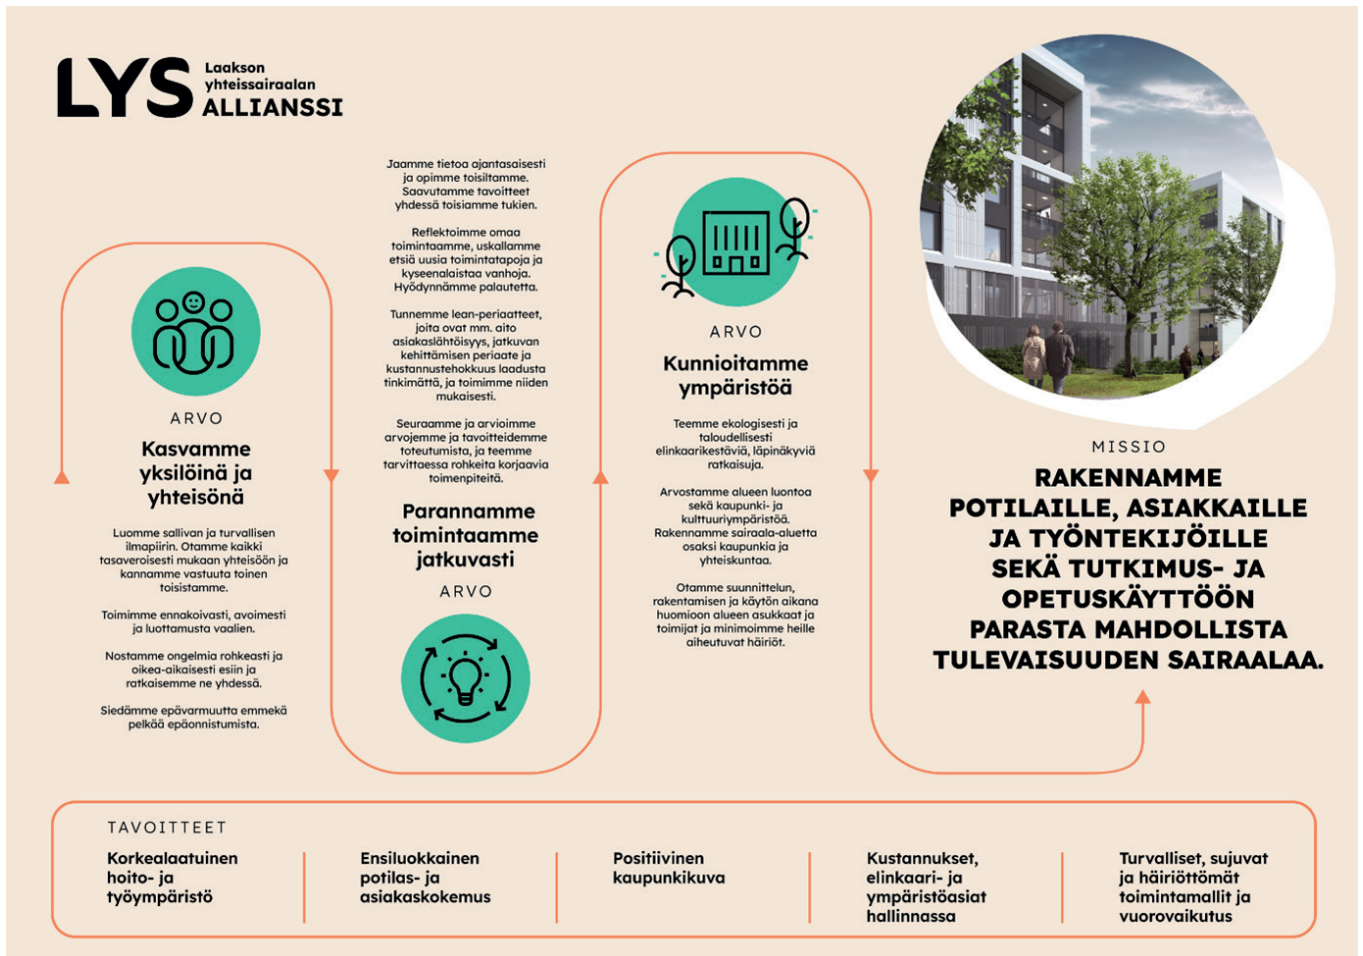 LYS
Laakson
yhteissairaalan
ALLIANSSI
ARVO
Kasvamme
yksilöinä ja
yhteisönä
Luomme sallivan ja turvallisen
ilmapiirin. Otamme kaikki
tasaveroisesti mukaan yhteisöön ja
kannamme vastuuta toinen
toisistamme.
Toimimme ennakoivasti, avoimesti
ja luottamusta vaalien.
Nostamme ongelmia rohkeasti ja
oikea-aikaisesti esiin ja
ratkaisemme ne yhdessä.
Siedämme epävarmuutta emmekä
pelkää epäonnistumista.
Jaamme tietoa ajantasaisesti
ja opimme toisiltamme.
Saavutamme tavoitteet
yhdessä toisiamme tukien.
Reflektoimme omaa
toimintaamme, uskallamme
etsiä uusia toimintatapoja ja
kyseenalaistaa vanhoja.
Hyödynnämme palautetta.
Tunnemme lean-periaatteet,
joita ovat mm. aito
asiakaslähtöisyys, jatkuvan
kehittämisen periaate ja
kustannustehokkuus laadusta
tinkimättä, ja toimimme niiden
mukaisesti.
Seuraamme ja arvioimme
arvojemme ja tavoitteidemme
toteutumista, ja teemme
tarvittaessa rohkeita korjaavia
toimenpiteitä.
Parannamme
toimintaamme
jatkuvasti
ARVO
ARVO
Kunnioitamme
ympäristöä
Teemme ekologisesti ja
taloudellisesti
elinkaarikestäviä, läpinäkyviä
ratkaisuja.
Arvostamme alueen luontoa
sekä kaupunki- ja
kulttuuriympäristöä.
Rakennamme sairaala-aluetta
osaksi kaupunkia ja
yhteiskuntaa.
Otamme suunnittelun,
rakentamisen ja käytön aikana
huomioon alueen asukkaat ja
toimijat ja minimoimme heille
aiheutuvat häiriöt.
MISSIO
RAKENNAMME
POTILAILLE, ASIAKKAILLE
JA TYÖNTEKIJÖILLE
SEKÄ TUTKIMUS- JA
OPETUSKÄYTTÖÖN
PARASTA MAHDOLLISTA
TULEVAISUUDEN SAIRAALAA.
TAVOITTEET
Korkealaatuinen
hoito- ja
työympäristö
Ensiluokkainen
potilas- ja
asiakaskokemus
Positiivinen
kaupunkikuva
Kustannukset,
elinkaari- ja
ympäristöasiat
hallinnassa
Turvalliset, sujuvat
ja häiriöttömät
toimintamallit ja
vuorovaikutus